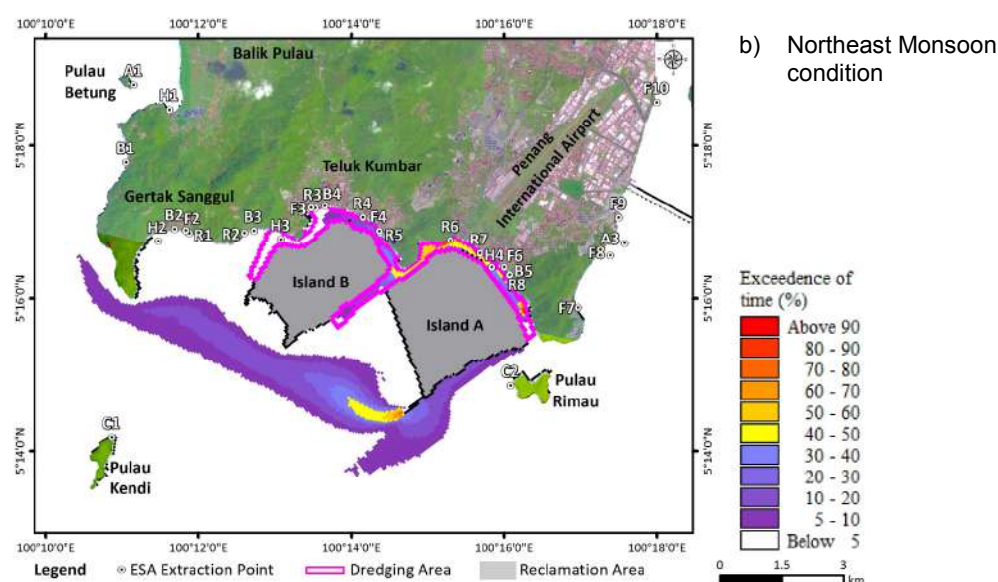 100°10'0"E 100°12'0"E 100°14'0"E 100°16'0"E 100°18'0"E
b) Northeast Monsoon
condition
Balik Pulau
Pulau
Betung
A1
H1
F10
5°18'0"N
5°18'0"N
B1
Penang
International Airport
Teluk Kumbar
Gertak Sanggul
R3 B4
F3
R4
F4
F9
B2 F2
H2
R1
R2
B3
H3
R5
R6
R7
H4 F6
B5
R8
A3
F8
5°16'0"N
5°16'0"N
Island B
Island A
F7
C2
Pulau
Rimau
C1
Pulau
Kendi
5°14'0"N
5°14'0"N
Exceedence of
time (%)
Above 90
80 - 90
70 - 80
60 - 70
50 - 60
40 - 50
30 - 40
20 - 30
10 - 20
5 - 10
Below 5
100°10'0"E 100°12'0"E 100°14'0"E 100°16'0"E 100°18'0"E
Legend ESA Extraction Point Dredging Area Reclamation Area
0 1.5 3
km